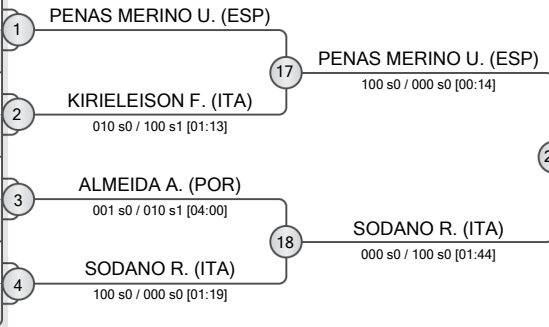 PENAS MERINO U. (ESP)
1
17
PENAS MERINO U. (ESP)
100 s0 / 000 s0 [00:14]
KIRIELEISON F. (ITA)
2
010 s0 / 100 s1 [01:13]
ALMEIDA A. (POR)
3
001 s0 / 010 s1 [04:00]
18
SODANO R. (ITA)
000 s0 / 100 s0 [01:44]
SODANO R. (ITA)
4
100 s0 / 000 s0 [01:19]